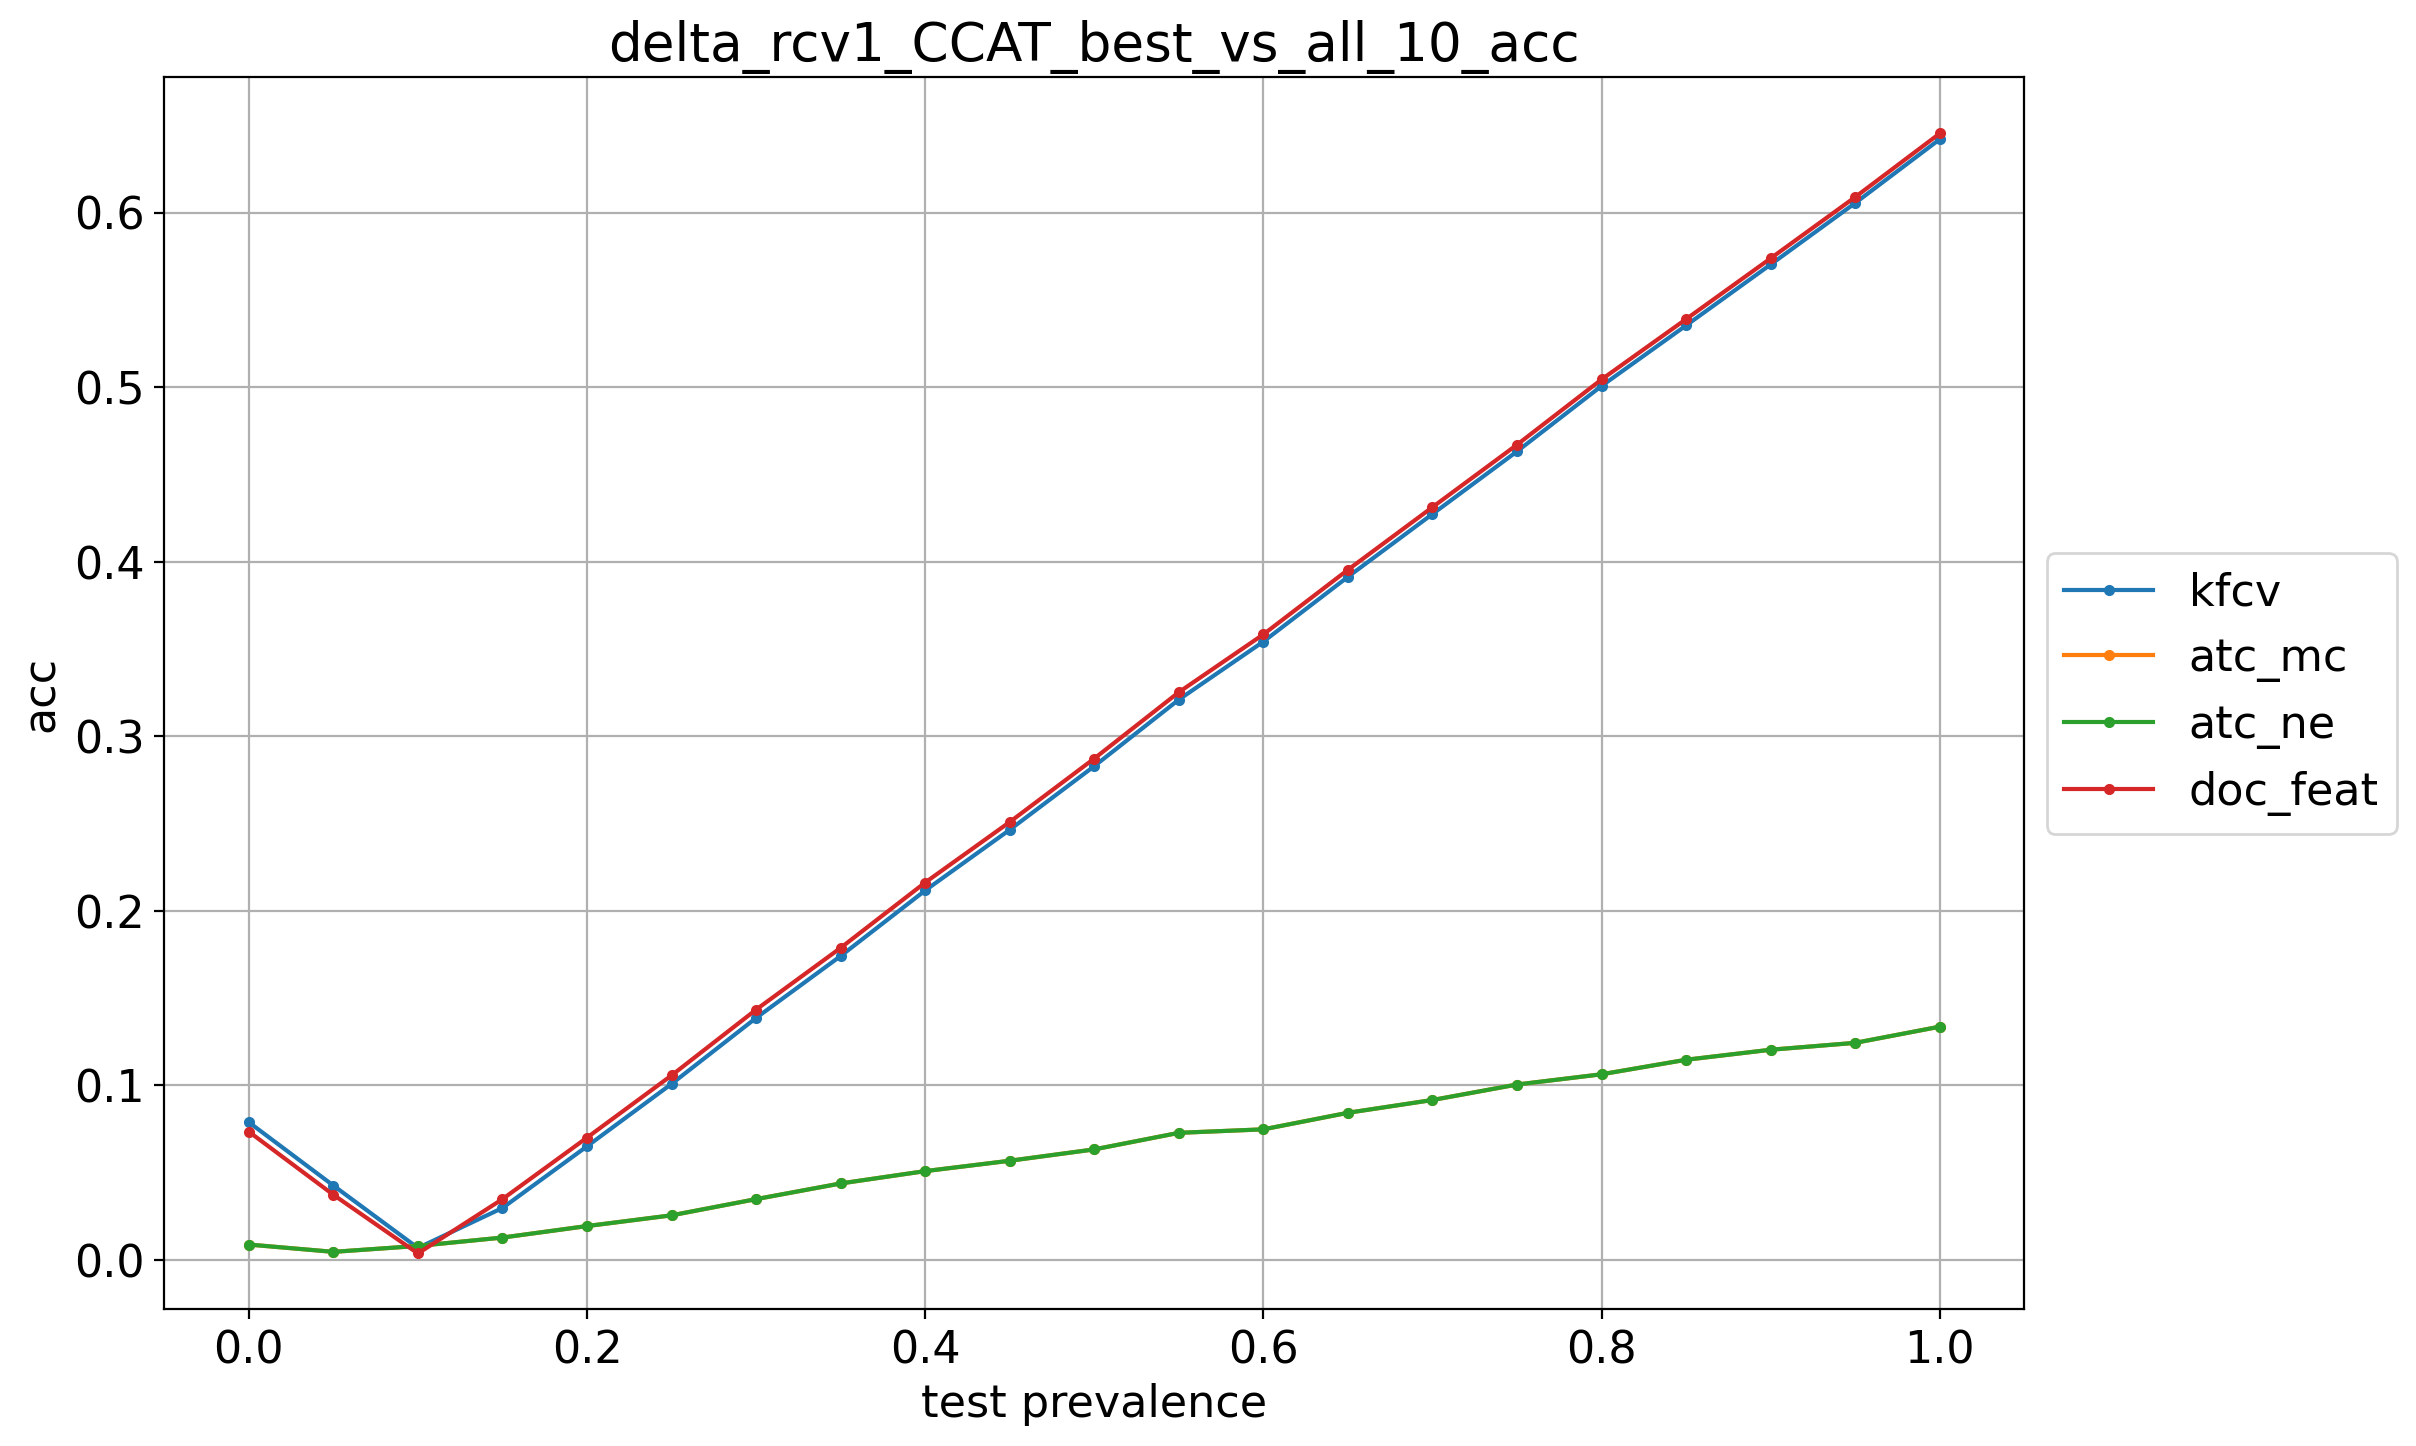 delta_rcv1_CCAT_best_vs_all_10_acc
acc
0.6
0.5
0.4
0.3
0.2
0.1
0.0
0.0 0.2 0.4 0.6 0.8 1.0
test prevalence
kfcv
atc_mc
atc_ne
doc_feat